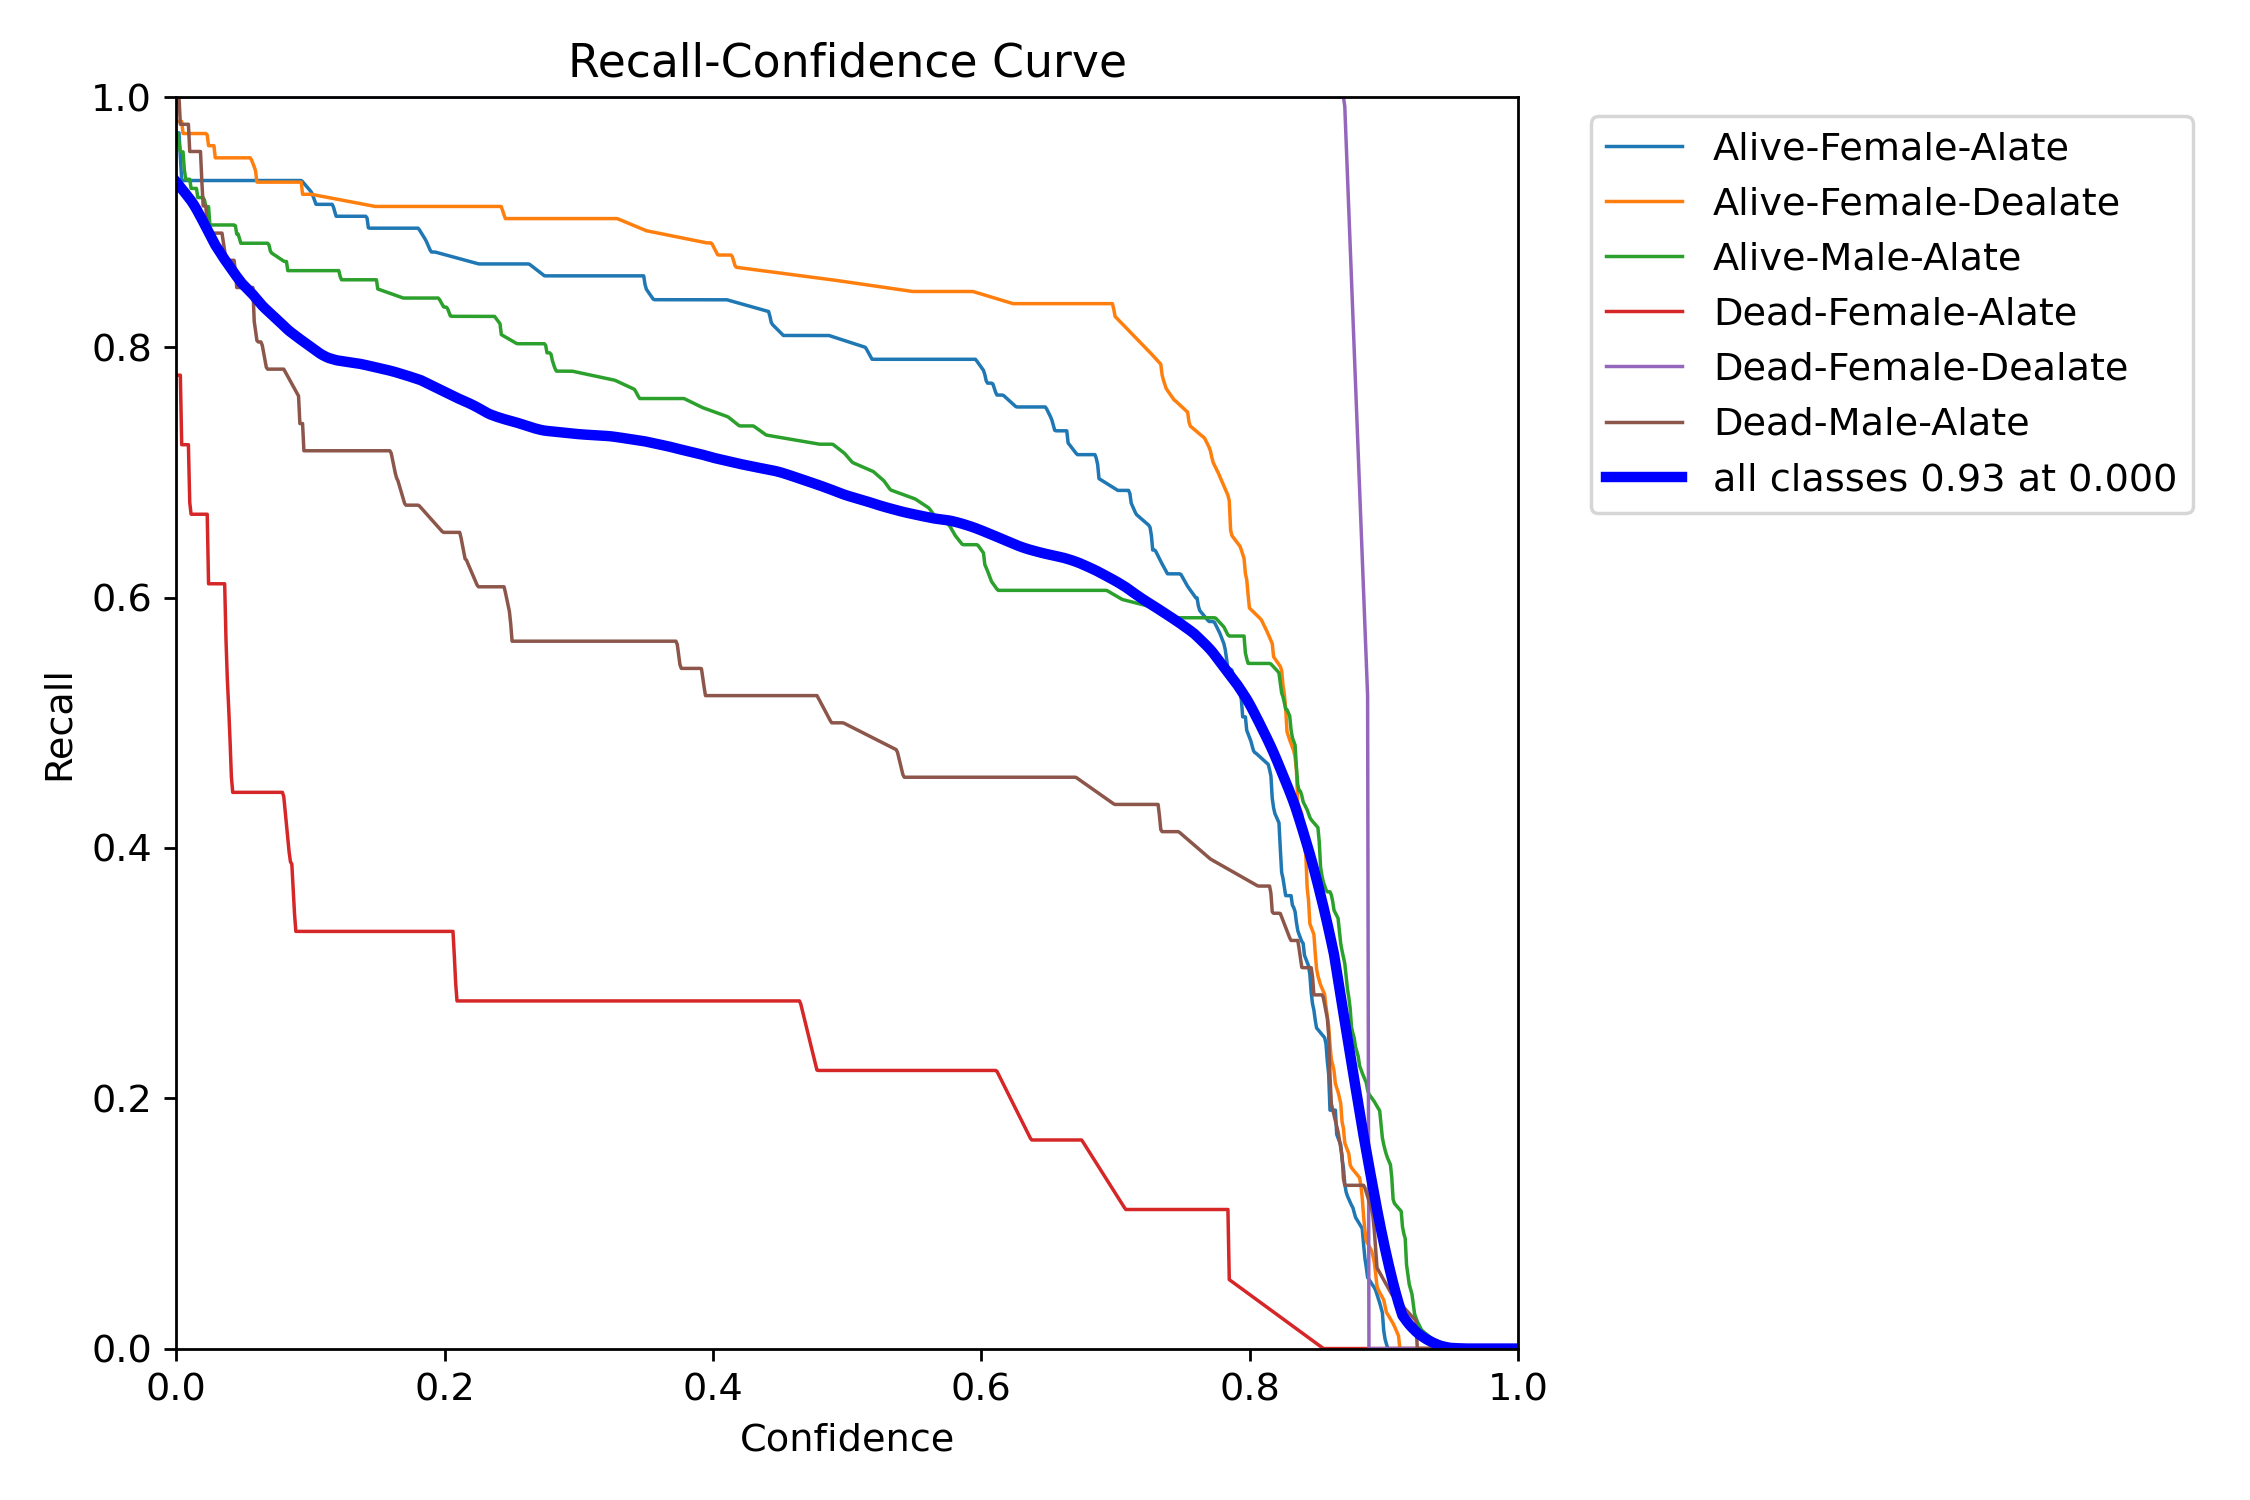 Recall-Confidence Curve
1.0
0.8
0.6
0.4
0.2
0.0
Recall
0.0 0.2 0.4 0.6 0.8 1.0
Confidence
Alive-Female-Alate
Alive-Female-Dealate
Alive-Male-Alate
Dead-Female-Alate
Dead-Female-Dealate
Dead-Male-Alate
all classes 0.93 at 0.000